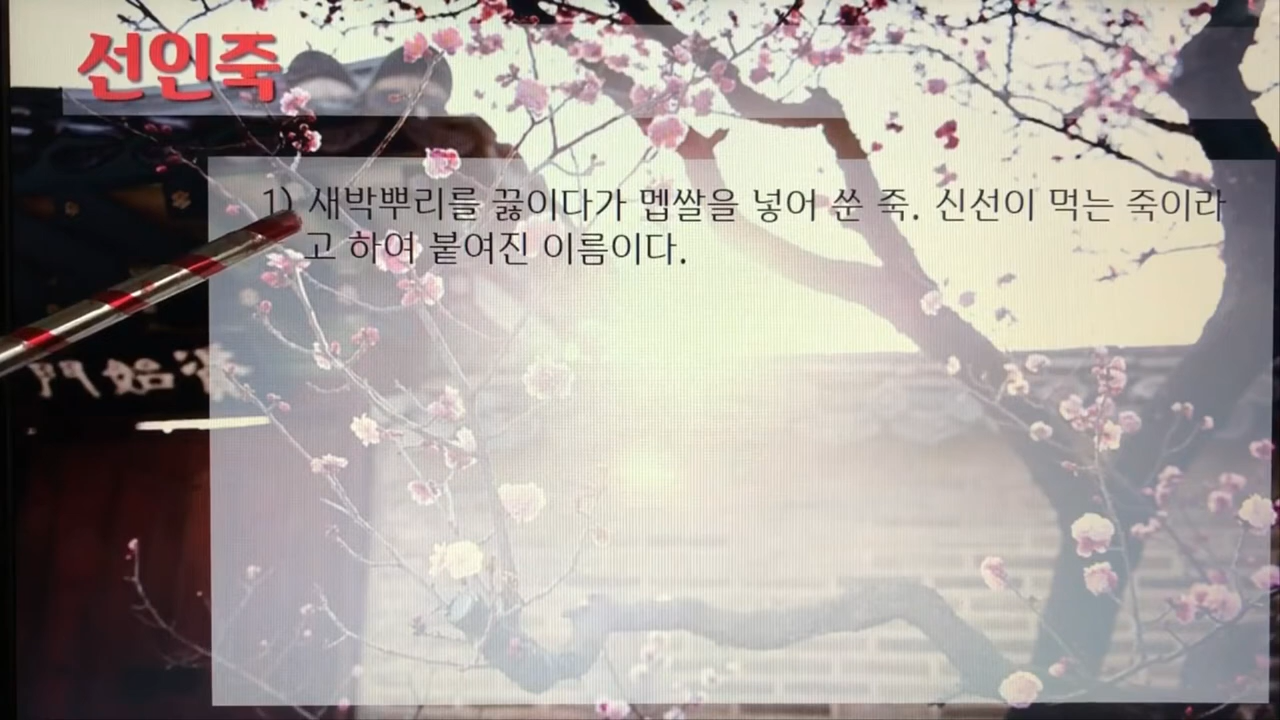 선인죽
1) 새박뿌리를 끓이다가 멥쌀을 넣어 쑨 죽. 신선이 먹는 죽이라
고 하여 붙여진 이름이다.
門始